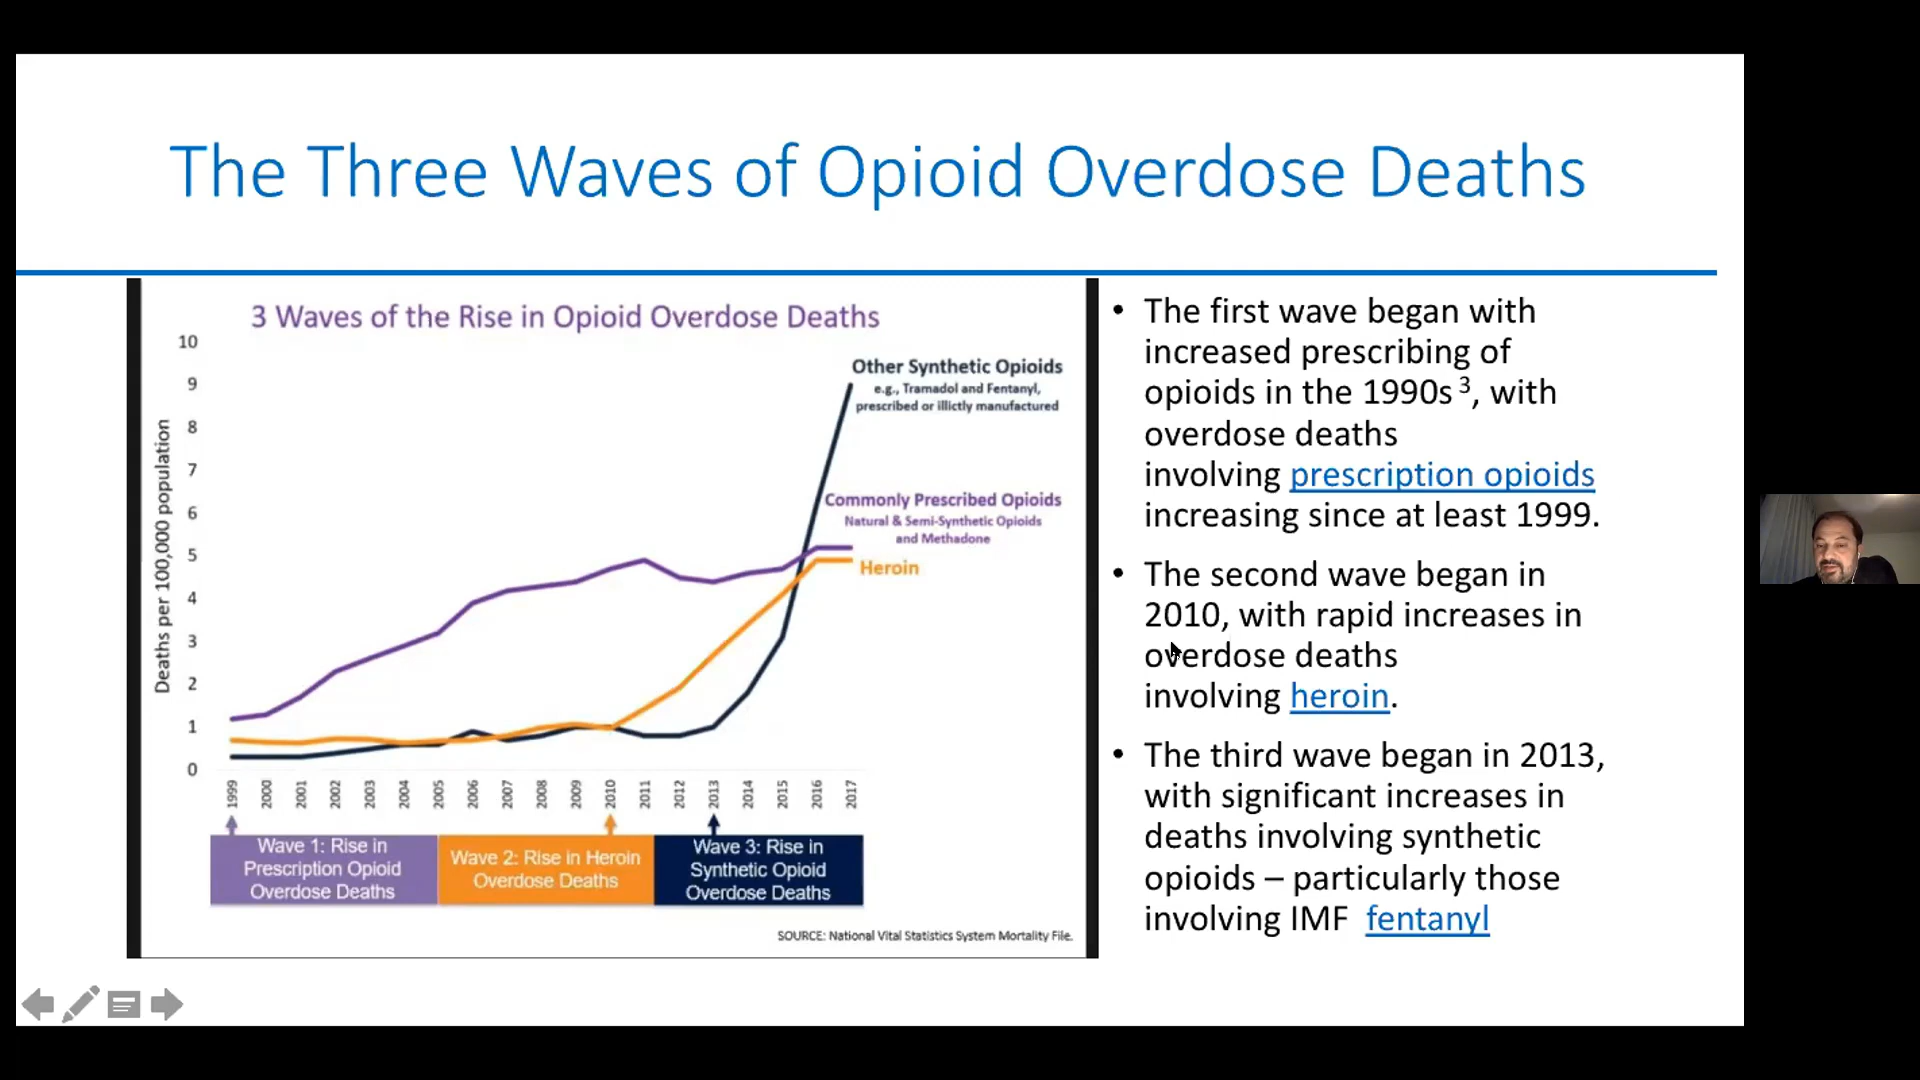 The Three Waves of Opioid Overdose Deaths
3 Waves of the Rise in Opioid Overdose Deaths
Deaths per 100,000 population
10
9
8
7
6
5
4
3
2
1
0
Other Synthetic Opioids
e.g., Tramadol and Fentanyl,
prescribed or illictly manufactured
Commonly Prescribed Opioids
Natural & Semi-Synthetic Opioids
and Methadone
Heroin
1999 2000 2001 2002 2003 2004 2005 2006 2007 2008 2009 2010 2011 2012 2013 2014 2015 2016 2017
Wave 1: Rise in
Prescription Opioid
Overdose Deaths
Wave 2: Rise in Heroin
Overdose Deaths
Wave 3: Rise in
Synthetic Opioid
Overdose Deaths
SOURCE: National Vital Statistics System Mortality File.
• The first wave began with
increased prescribing of
opioids in the 1990s 3, with
overdose deaths
involving prescription opioids
increasing since at least 1999.
• The second wave began in
2010, with rapid increases in
overdose deaths
involving heroin.
• The third wave began in 2013,
with significant increases in
deaths involving synthetic
opioids – particularly those
involving IMF fentanyl